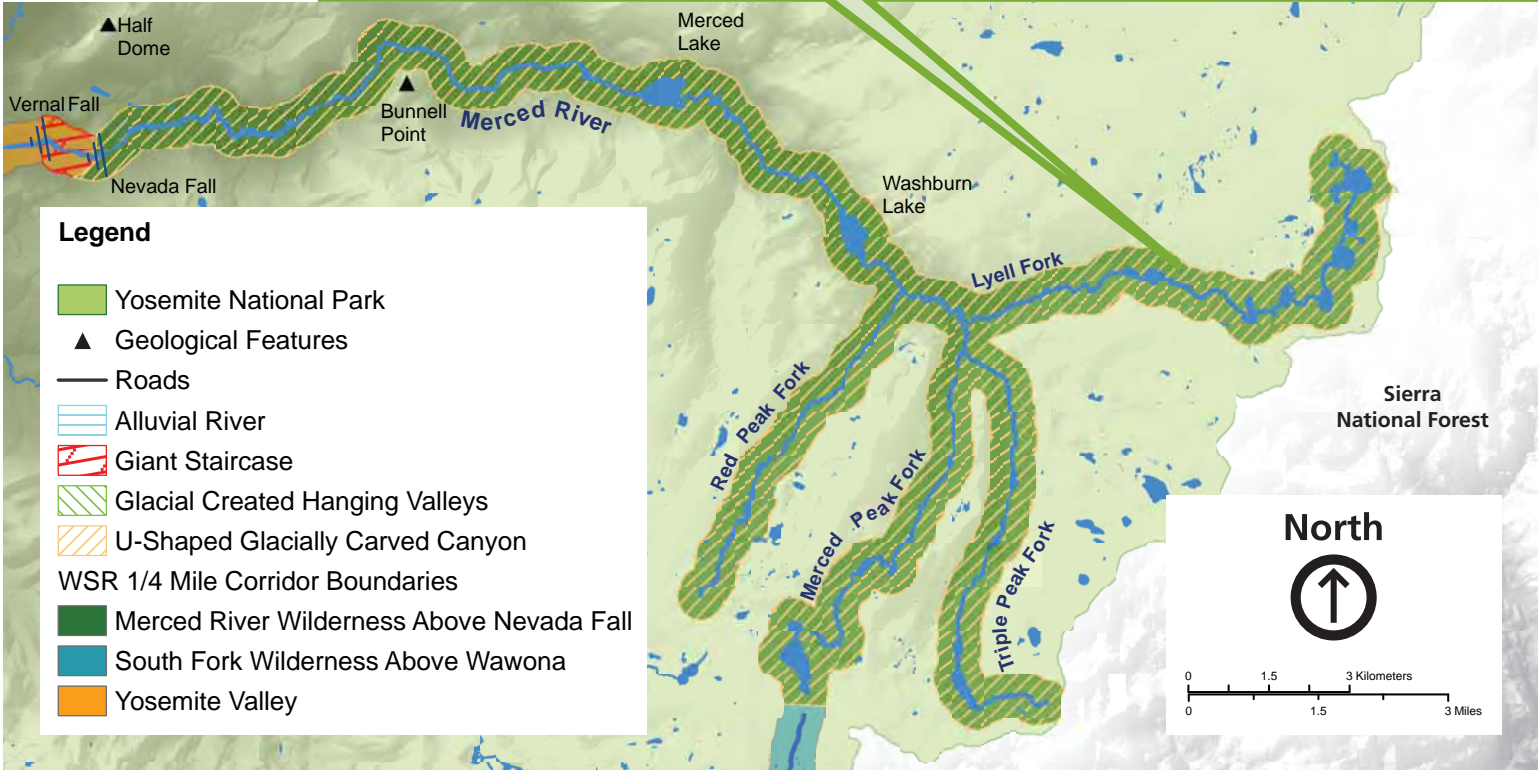 Half
Dome
Merced
Lake
Vernal Fall
Bunnell
Point
Merced River
Nevada Fall
Washburn
Lake
Lyell Fork
Red Peak Fork
Merced Peak Fork
Triple Peak Fork
Sierra
National Forest
Legend
Yosemite National Park
Geological Features
Roads
Alluvial River
Giant Staircase
Glacial Created Hanging Valleys
U-Shaped Glacially Carved Canyon
WSR 1/4 Mile Corridor Boundaries
Merced River Wilderness Above Nevada Fall
South Fork Wilderness Above Wawona
Yosemite Valley
North
0 1.5 3 Kilometers
0 1.5 3 Miles